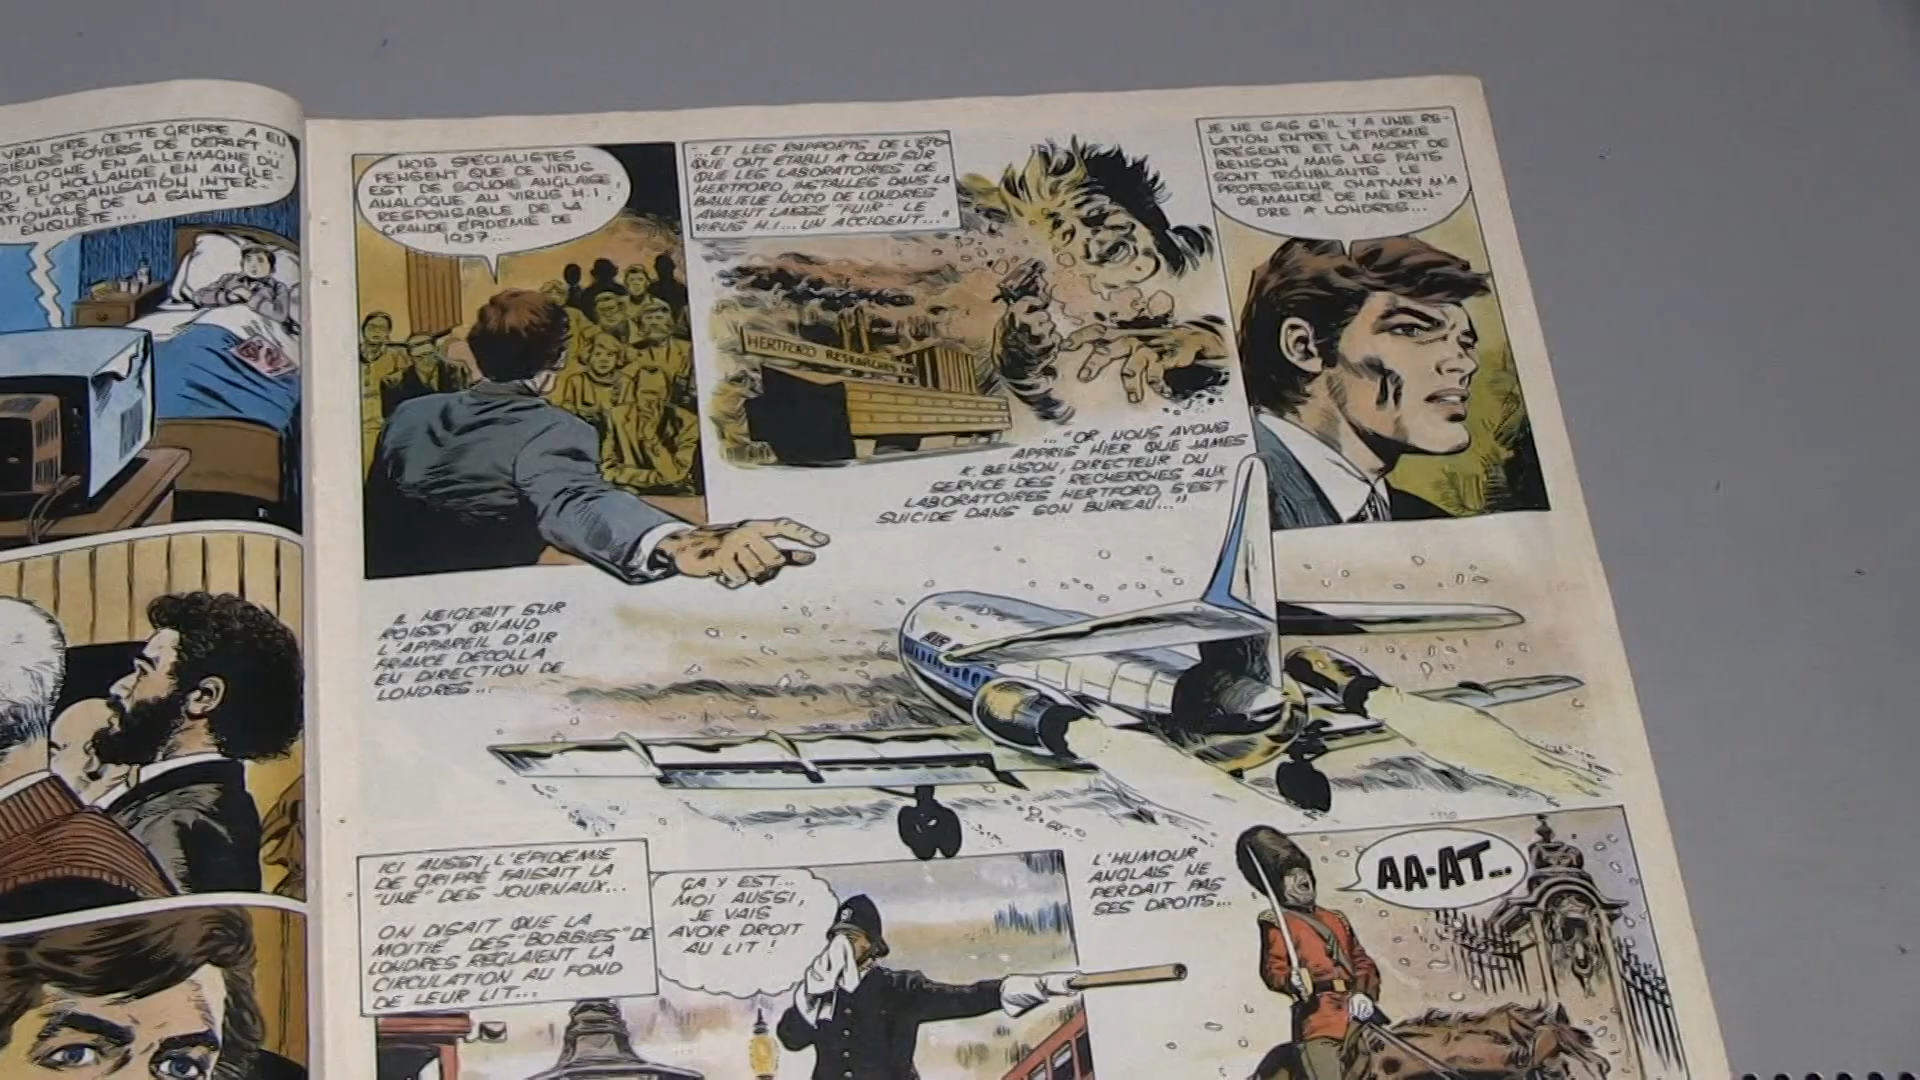 VRAI DIRE CETTE GRIPPE A EU
SIEURS FOYERS DE DEPART...
POLOGNE, EN ALLEMAGNE DU
D, EN HOLLANDE, EN ANGLE-
L'ORGANISATION INTER-
ATIONALE DE LA SANTE
ENQUÊTE...
NOS SPECIALISTES
PENSENT QUE CE VIRUS
EST DE SOUCHE ANGLAISE,
ANALOGUE AU VIRUS H.I.,
RESPONSABLE DE LA
GRANDE EPIDEMIE DE
1957...
"...ET LES RAPPORTS DE L'
QUE ONT ETABLI A COUP SUR
QUE LES LABORATOIRES DE
HERTFORD, INSTALLES DANS LA
BANLIEUE NORD DE LONDRES
AVAIENT LAISSE "FUIR" LE
VIRUS H.I... UN ACCIDENT..."
HERTFORD RESEARCHES
..."OR, NOUS AVONS
APPRIS HIER QUE JAMES
K. BENSON, DIRECTEUR DU
SERVICE DES RECHERCHES AUX
LABORATOIRES HERTFORD, S'EST
SUICIDE DANS SON BUREAU..."
JE NE SAIS S'IL Y A UNE RE-
LATION ENTRE L'EPIDEMIE
PRESENTE ET LA MORT DE
BENSON, MAIS LES FAITS
SONT TROUBLANTS. LE
PROFESSEUR CHATWAY M'A
DEMANDE DE ME REN-
DRE A LONDRES...
IL NEIGEAIT SUR
ROISSY QUAND
L'APPAREIL D'AIR
FRANCE DECOLLA
EN DIRECTION DE
LONDRES...
AIR
ICI AUSSI, L'EPIDEMIE
DE GRIPPE FAISAIT LA
"UNE" DES JOURNAUX...
ON DISAIT QUE LA
MOITIE DES "BOBBIES" DE
LONDRES REGLAIENT LA
CIRCULATION AU FOND
DE LEUR LIT...
ÇA Y EST...
MOI AUSSI,
JE VAIS
AVOIR DROIT
AU LIT !
L'HUMOUR
ANGLAIS NE
PERDAIT PAS
SES DROITS...
AA-AT...